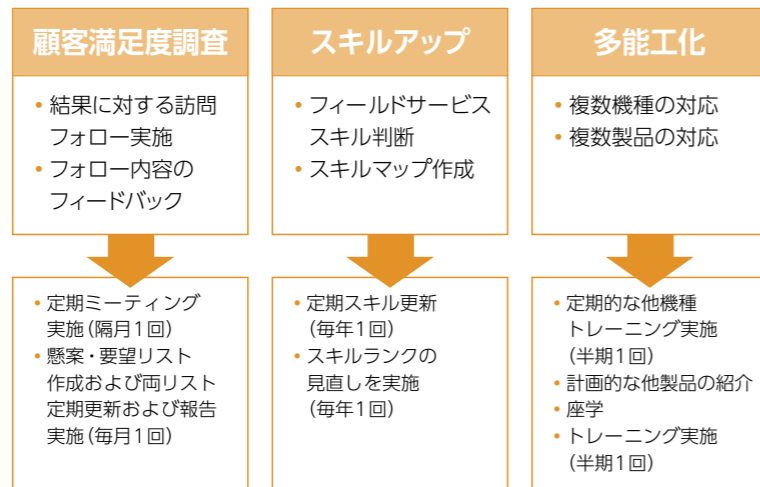 顧客満足度調査
・結果に対する訪問
フォロー実施
・フォロー内容の
フィードバック
・定期ミーティング
実施(隔月1回)
・懸案・要望リスト
作成および両リスト
定期更新および報告
実施(毎月1回)
スキルアップ
・フィールドサービス
スキル判断
・スキルマップ作成
・定期スキル更新
(毎年1回)
・スキルランクの
見直しを実施
(毎年1回)
多能工化
・複数機種の対応
・複数製品の対応
・定期的な他機種
トレーニング実施
(半期1回)
・計画的な他製品の紹介
・座学
・トレーニング実施
(半期1回)